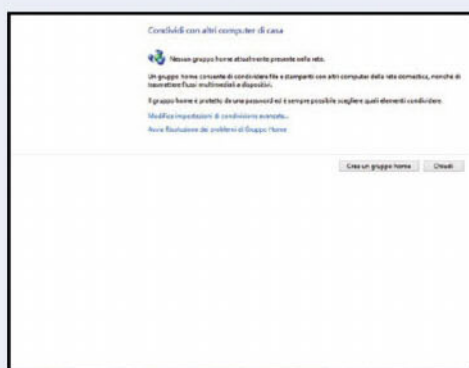 Condividi con altri computer di casa
Nessun gruppo home attualmente presente nella rete.
Un gruppo home consente di condividere file e stampanti con altri computer della rete domestica, nonché di
trasmettere flussi multimediali a dispositivi.
Il gruppo home è protetto da una password ed è sempre possibile scegliere quali elementi condividere.
Modifica impostazioni di condivisione avanzate...
Avvia Risoluzione dei problemi di Gruppo Home
Crea un gruppo home Chiudi